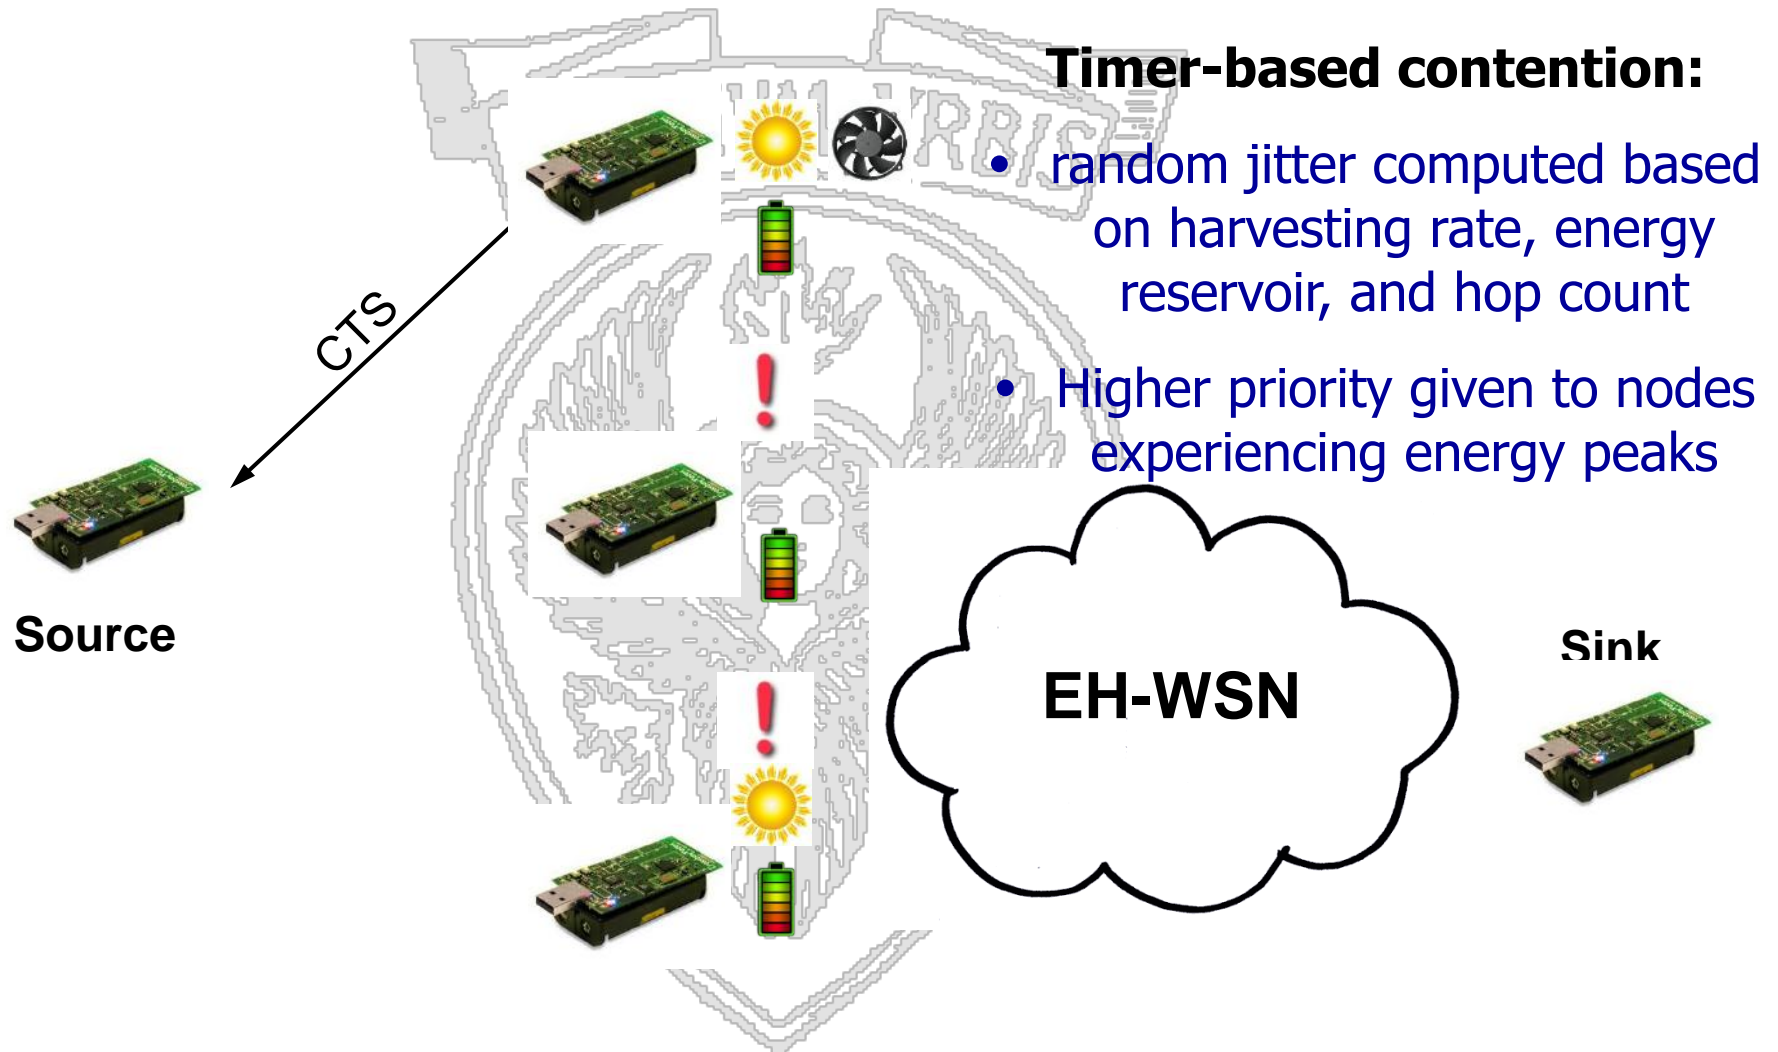 Timer-based contention:
• random jitter computed based
on harvesting rate, energy
reservoir, and hop count
• Higher priority given to nodes
experiencing energy peaks
CTS
Source
EH-WSN
Sink